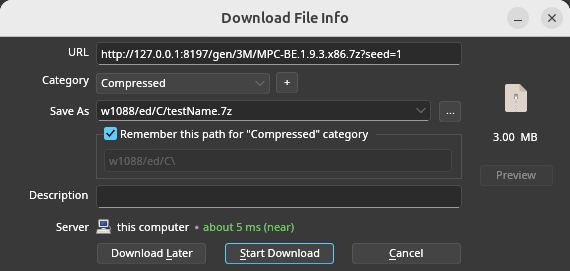 Download File Info
URL http://127.0.0.1:8197/gen/3M/MPC-BE.1.9.3.x86.7z?seed=1
Category Compressed +
Save As w1088/ed/C/testName.7z ...
Remember this path for "Compressed" category
w1088/ed/C\
3.00 MB
Preview
Description
Server this computer • about 5 ms (near)
Download Later Start Download Cancel